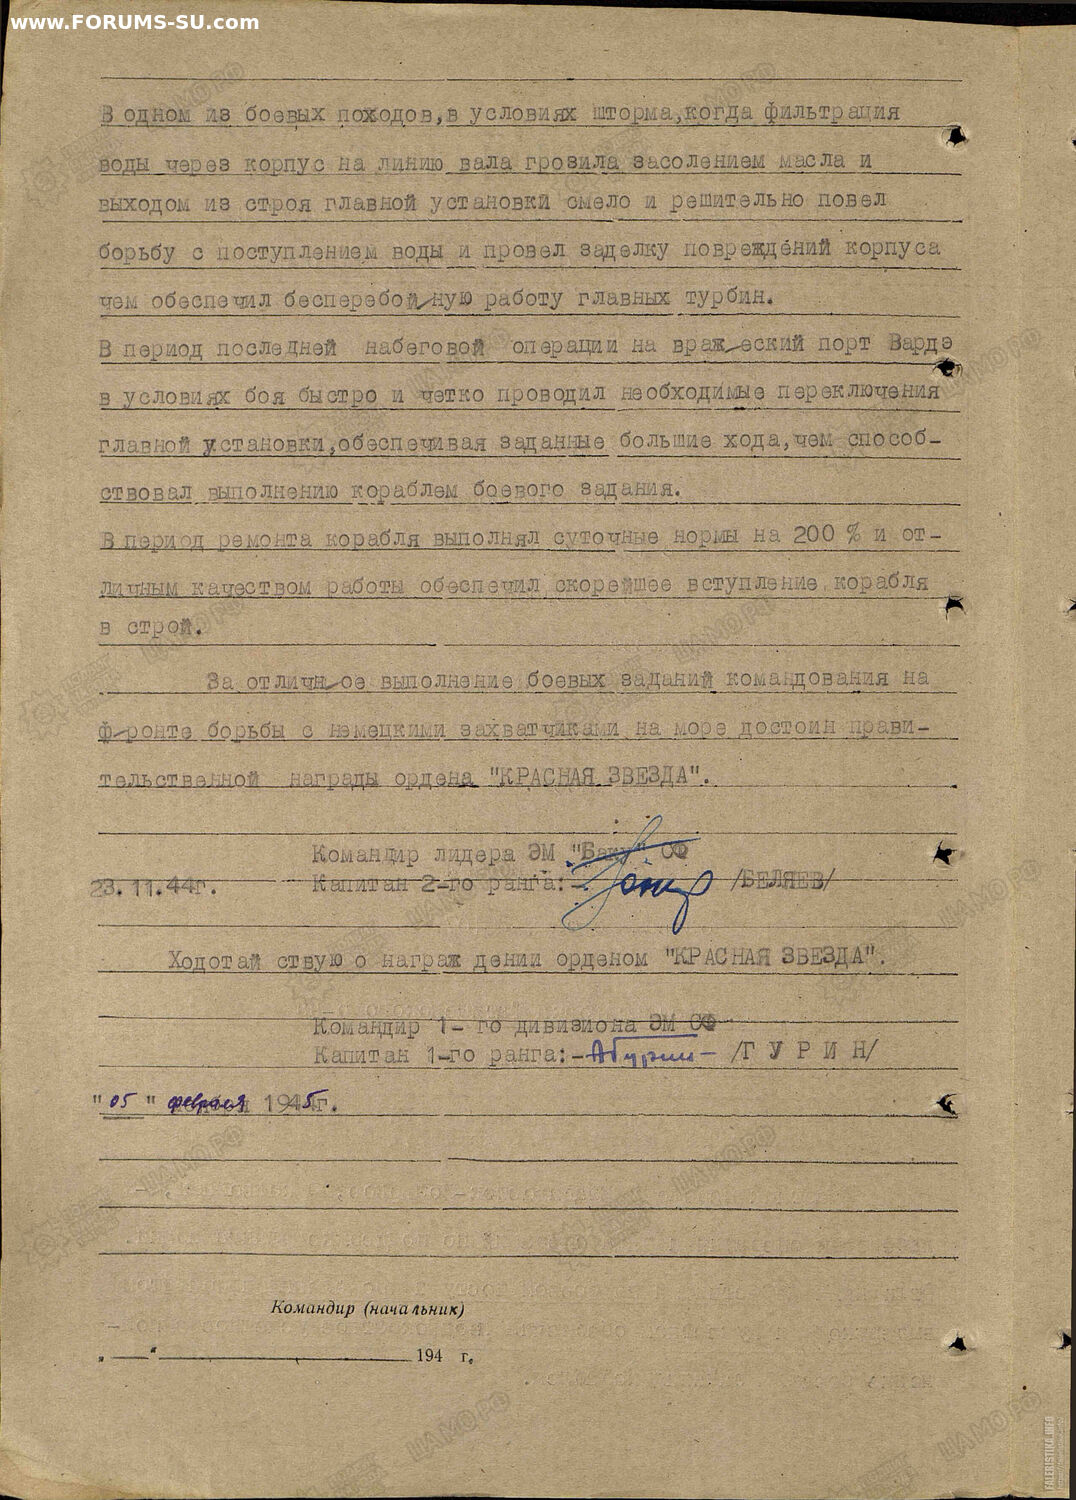 www.FORUMS-SU.com
В одном из боевых походов,в условиях шторма,когда фильтрация
воды через корпус на линию вала грозила засолением масла и
выходом из строя главной установки смело и решительно повел
борьбу с поступлением воды и провел заделку повреждений корпуса
чем обеспечил бесперебойную работу главных турбин.
В период последней набеговой операции на вражеский порт Вардэ
в условиях боя быстро и четко проводил необходимые переключения
главной установки,обеспечивая заданные большие хода,чем способ-
ствовал выполнению кораблем боевого задания.
В период ремонта корабля выполнял суточные нормы на 200 % и от-
личным качеством работы обеспечил скорейшее вступление корабля
в строй.
За отличное выполнение боевых заданий командования на
фронте борьбы с немецкими захватчиками на море достоин прави-
тельственной награды ордена "КРАСНАЯ ЗВЕЗДА".
Командир лидера ЭМ "Баку" СФ
23.11.44г. Капитан 2-го ранга:- /БЕЛЯЕВ/
Ходотай ствую о награж дении орденом "КРАСНАЯ ЗВЕЗДА".
Командир 1- го дивизиона ЭМ СФ
Капитан 1-го ранга:- АГурин- /Г У Р И Н/
"05" февраля 1945г.
Командир (начальник)
„ “ 194 г.
FALERISTIKA.INFO